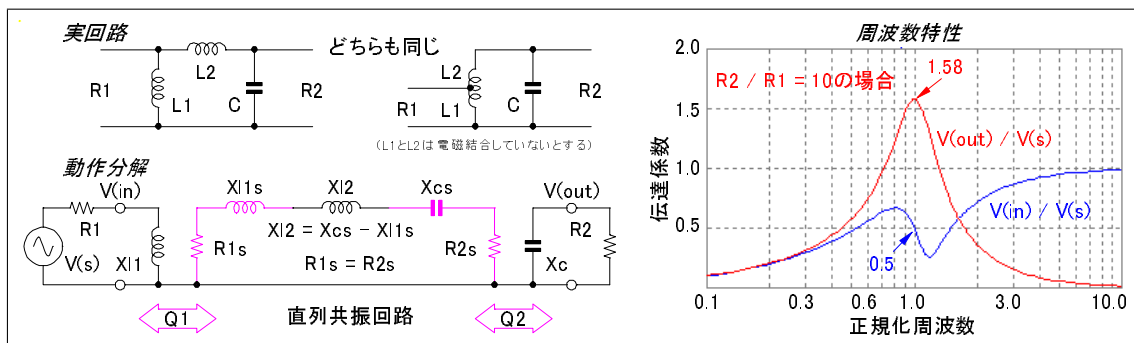 実回路
どちらも同じ
L2
R1
L1
C
R2
L2
R1
L1
C
R2
(L1とL2は電磁結合していないとする)
動作分解
V(in)
R1
V(s)
Xl1
Xl1s
Xl2
Xcs
Xl2 = Xcs − Xl1s
R1s
R2s
R1s = R2s
V(out)
R2
Xc
Q1
直列共振回路
Q2
周波数特性
伝達係数
2.0
1.5
1.0
0.5
R2 / R1 = 10の場合
1.58
V(out) / V(s)
V(in) / V(s)
0.5
0.1
0.3
0.6
1.0
3.0
10.0
正規化周波数